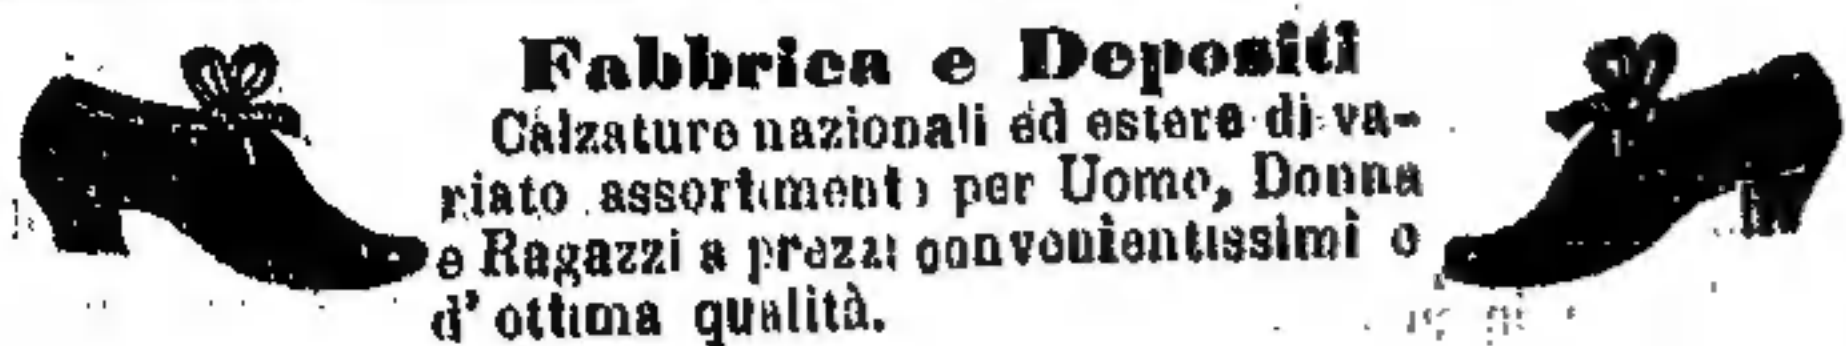 Fabbrica e Depositi
Calzature nazionali ed estere di va-
riato assortimento per Uomo, Donna
e Ragazzi a prezzi convenientissimi e
d'ottima qualità.